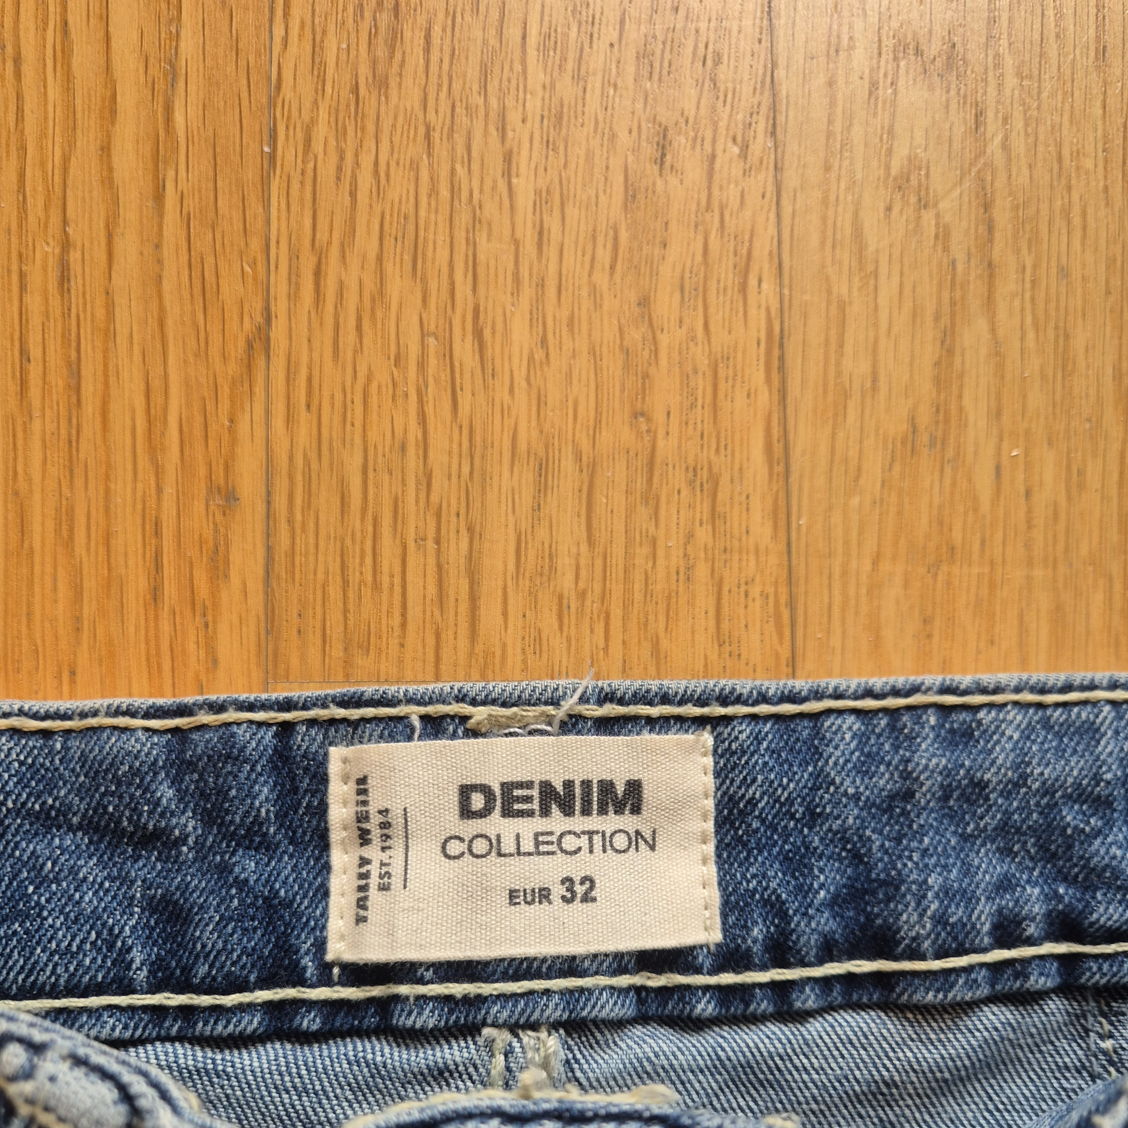 TALLY WEiJL
EST.1984
DENIM
COLLECTION
EUR 32